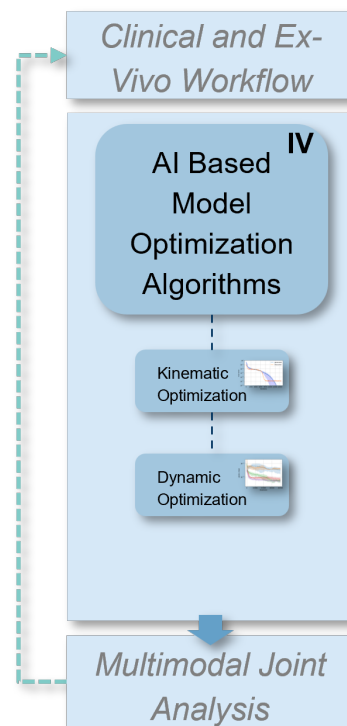 Clinical and Ex-
Vivo Workflow
IV
AI Based
Model
Optimization
Algorithms
Kinematic
Optimization
Dynamic
Optimization
Multimodal Joint
Analysis